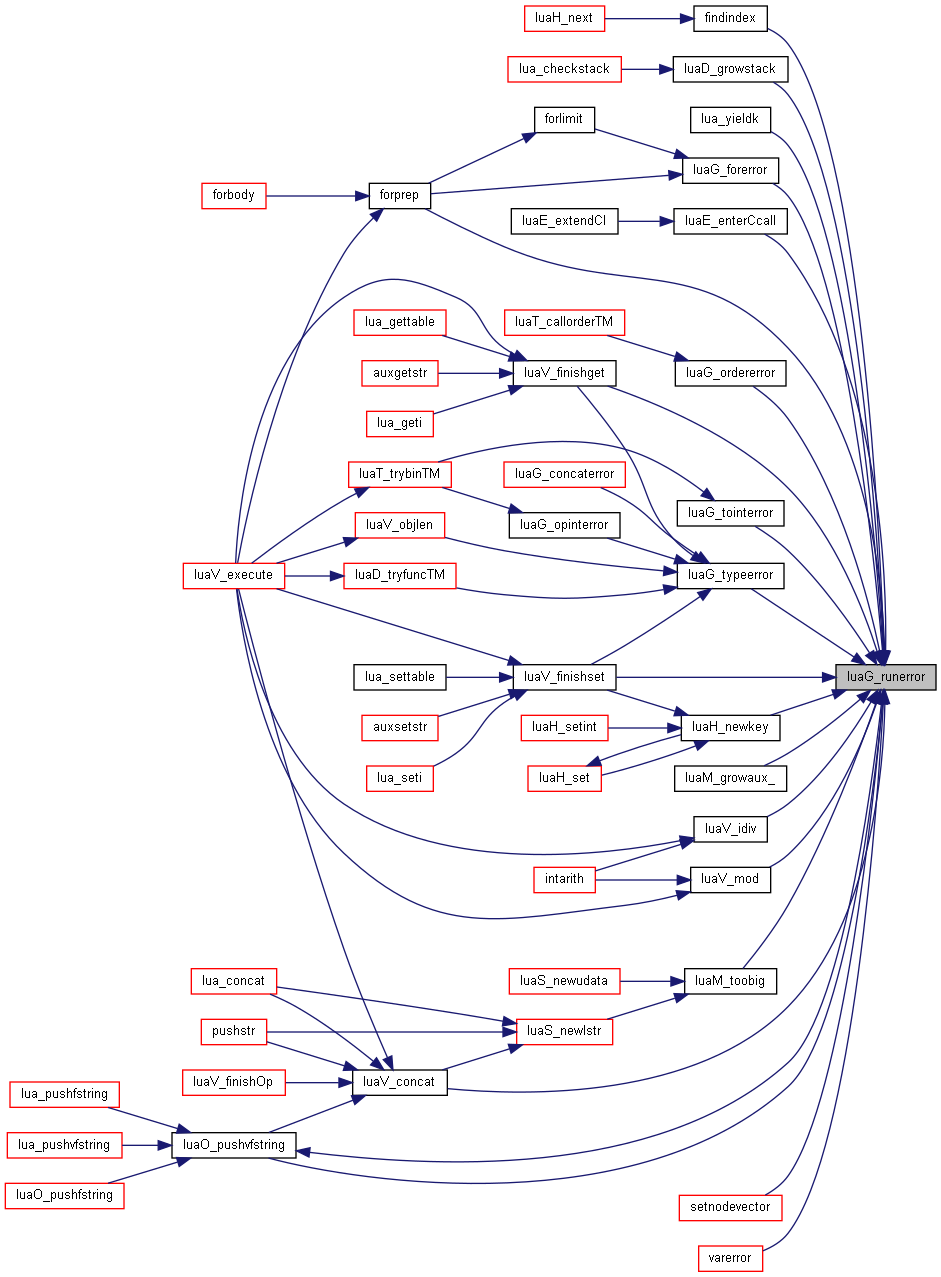 luaH_next
findindex
lua_checkstack
luaD_growstack
forlimit
lua_yieldk
luaG_forerror
forbody
forprep
luaE_extendCI
luaE_enterCcall
lua_gettable
luaT_callorderTM
auxgetstr
luaV_finishget
luaG_ordererror
lua_geti
luaT_trybinTM
luaG_concaterror
luaG_tointerror
luaV_objlen
luaG_opinterror
luaV_execute
luaD_tryfuncTM
luaG_typeerror
lua_settable
luaV_finishset
luaG_runerror
auxsetstr
luaH_setint
luaH_newkey
lua_seti
luaH_set
luaM_growaux_
luaV_idiv
intarith
luaV_mod
lua_concat
luaS_newudata
luaM_toobig
pushstr
luaS_newlstr
luaV_finishOp
luaV_concat
lua_pushfstring
lua_pushvfstring
luaO_pushvfstring
luaO_pushfstring
setnodevector
varerror